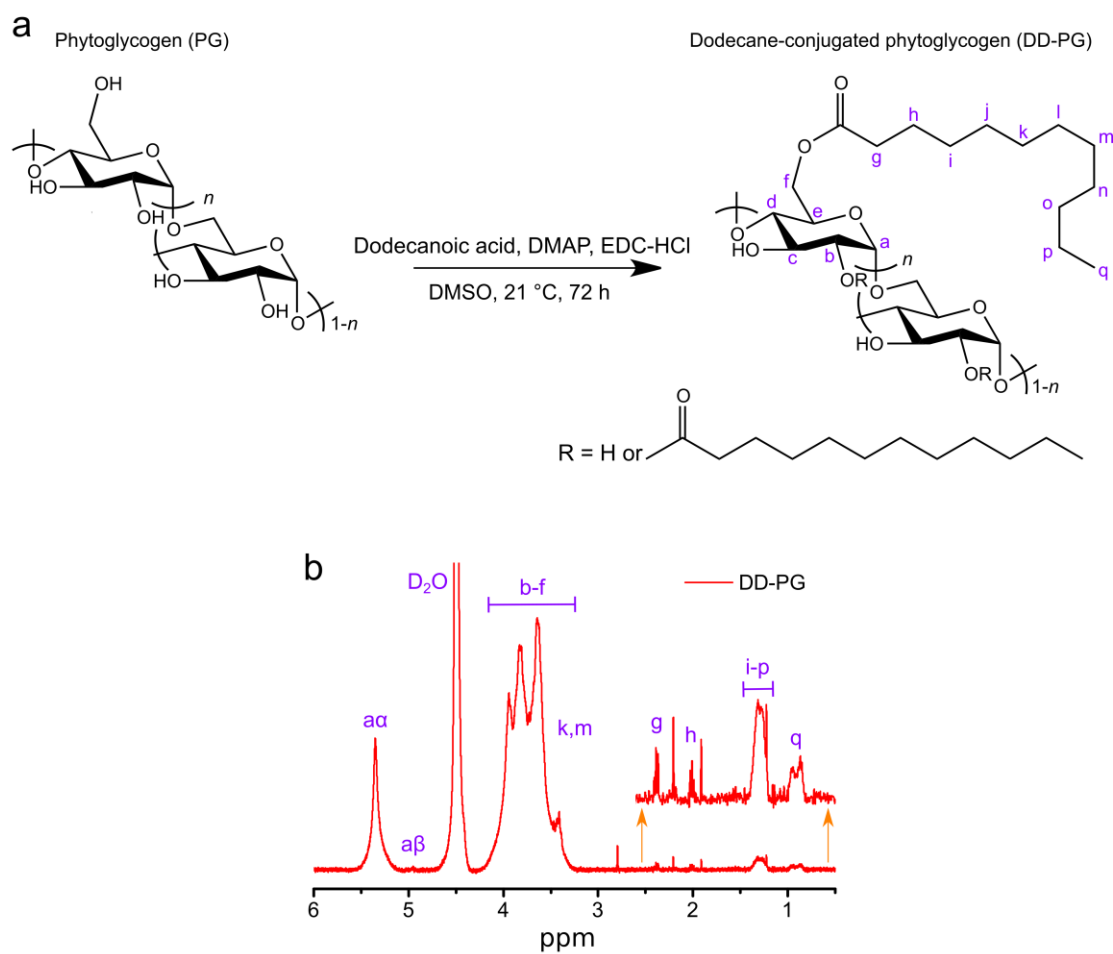 a
Phytoglycogen (PG)
Dodecane-conjugated phytoglycogen (DD-PG)
OH
O
O
HO
OH
n
O
O
HO
OH
O
1-n
Dodecanoic acid, DMAP, EDC-HCl
DMSO, 21 °C, 72 h
O
O
g
h
i
j
k
l
m
n
o
p
q
f
e
d
O
O
HO
c
b
a
OR
n
O
O
HO
OR
O
1-n
R = H or
O
b
D₂O
b-f
DD-PG
i-p
g
h
q
k,m
aα
aβ
6
5
4
3
2
1
ppm